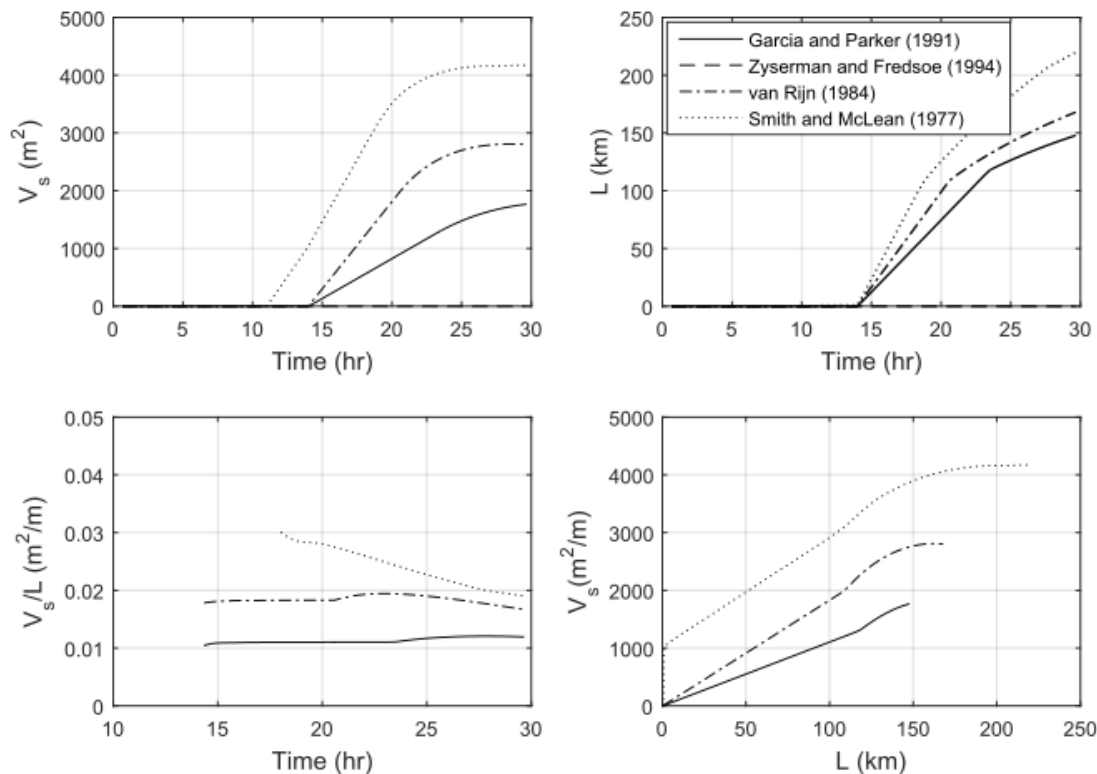 5000
4000
3000
2000
1000
0
V_s (m^2)
0 5 10 15 20 25 30
Time (hr)
250
200
150
100
50
0
L (km)
Garcia and Parker (1991)
Zyserman and Fredsoe (1994)
van Rijn (1984)
Smith and McLean (1977)
0 5 10 15 20 25 30
Time (hr)
0.05
0.04
0.03
0.02
0.01
0
V_s/L (m^2/m)
10 15 20 25 30
Time (hr)
5000
4000
3000
2000
1000
0
V_s(m^2/m)
0 50 100 150 200 250
L (km)